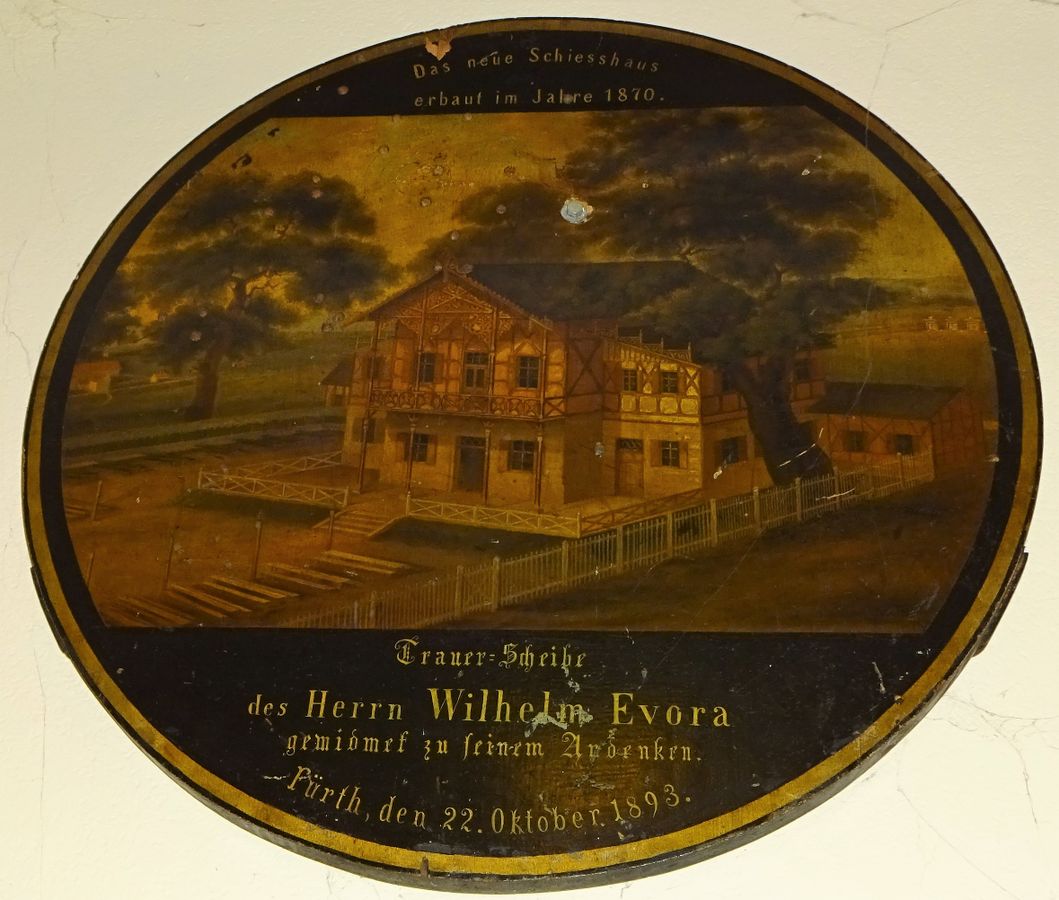 Das neue Schiesshaus
erbaut im Jahre 1870.
Trauer-Scheibe
des Herrn Wilhelm Evora
gewidmet zu seinem Andenken.
Fürth, den 22. Oktober. 1893.